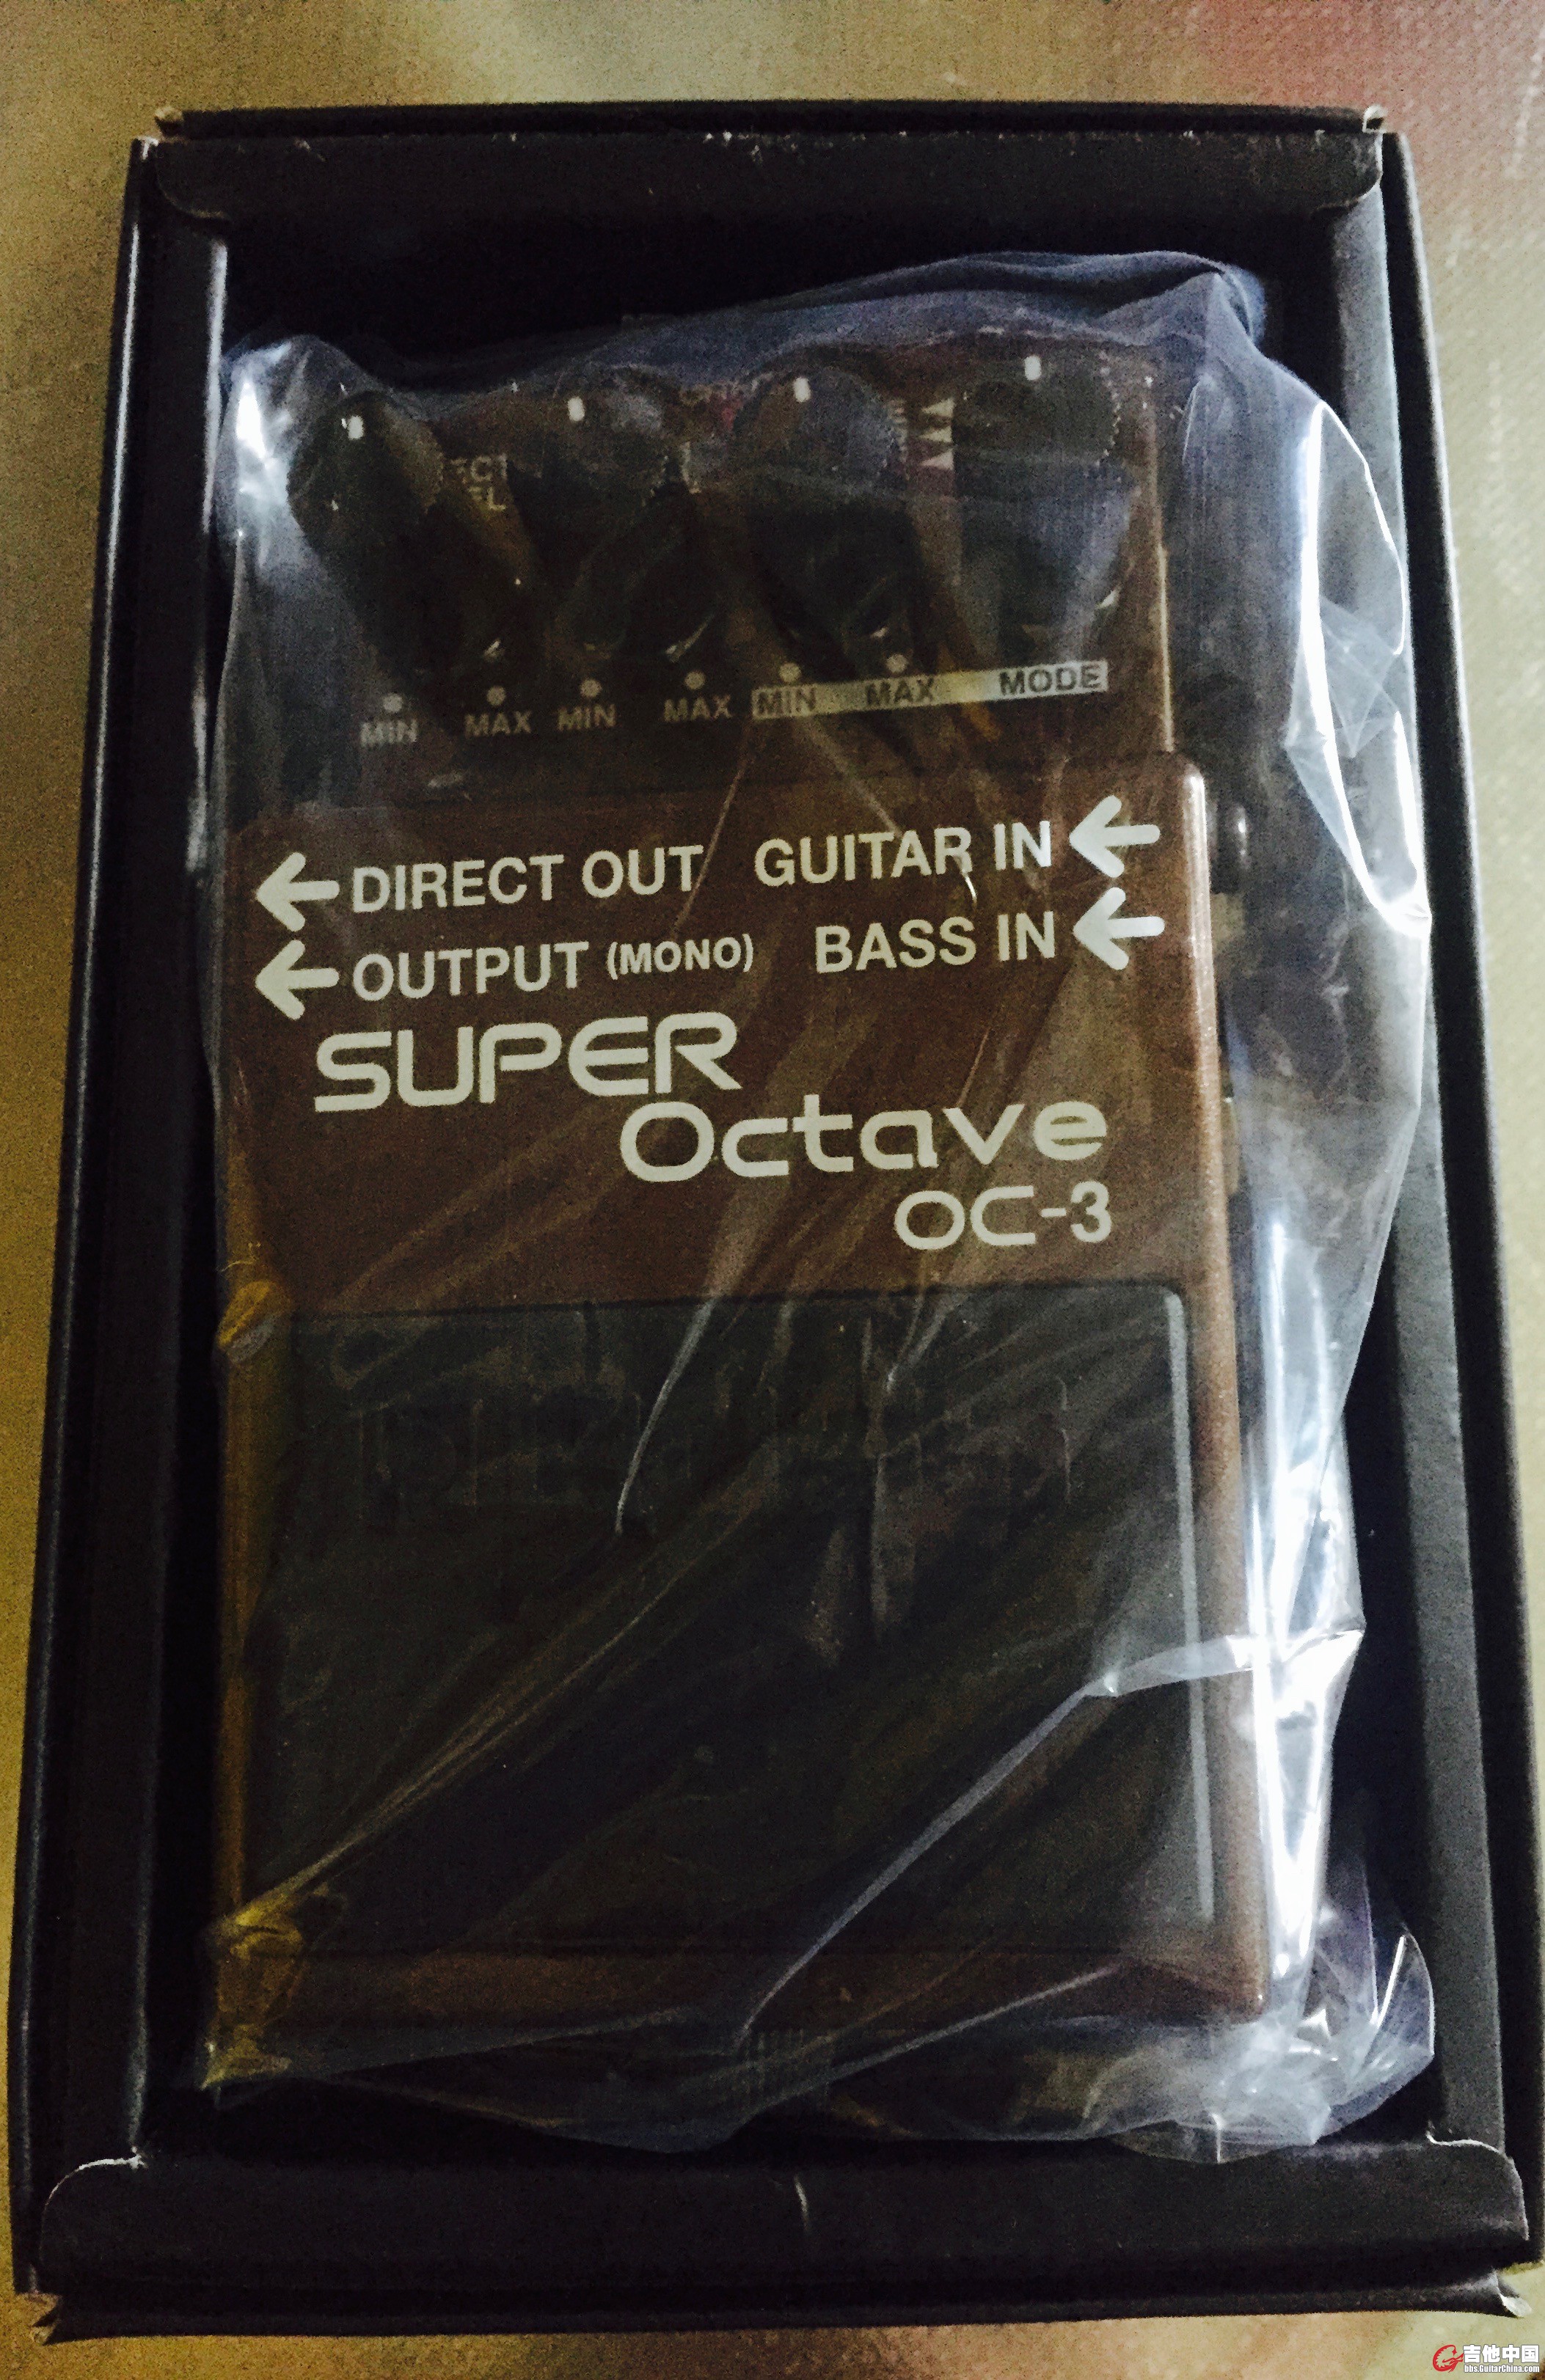 MIN MAX MIN MAX MIN MAX MODE
← DIRECT OUT GUITAR IN ←
← OUTPUT (MONO) BASS IN ←
SUPER
Octave
OC-3
吉他中国
bbs.GuitarChina.com